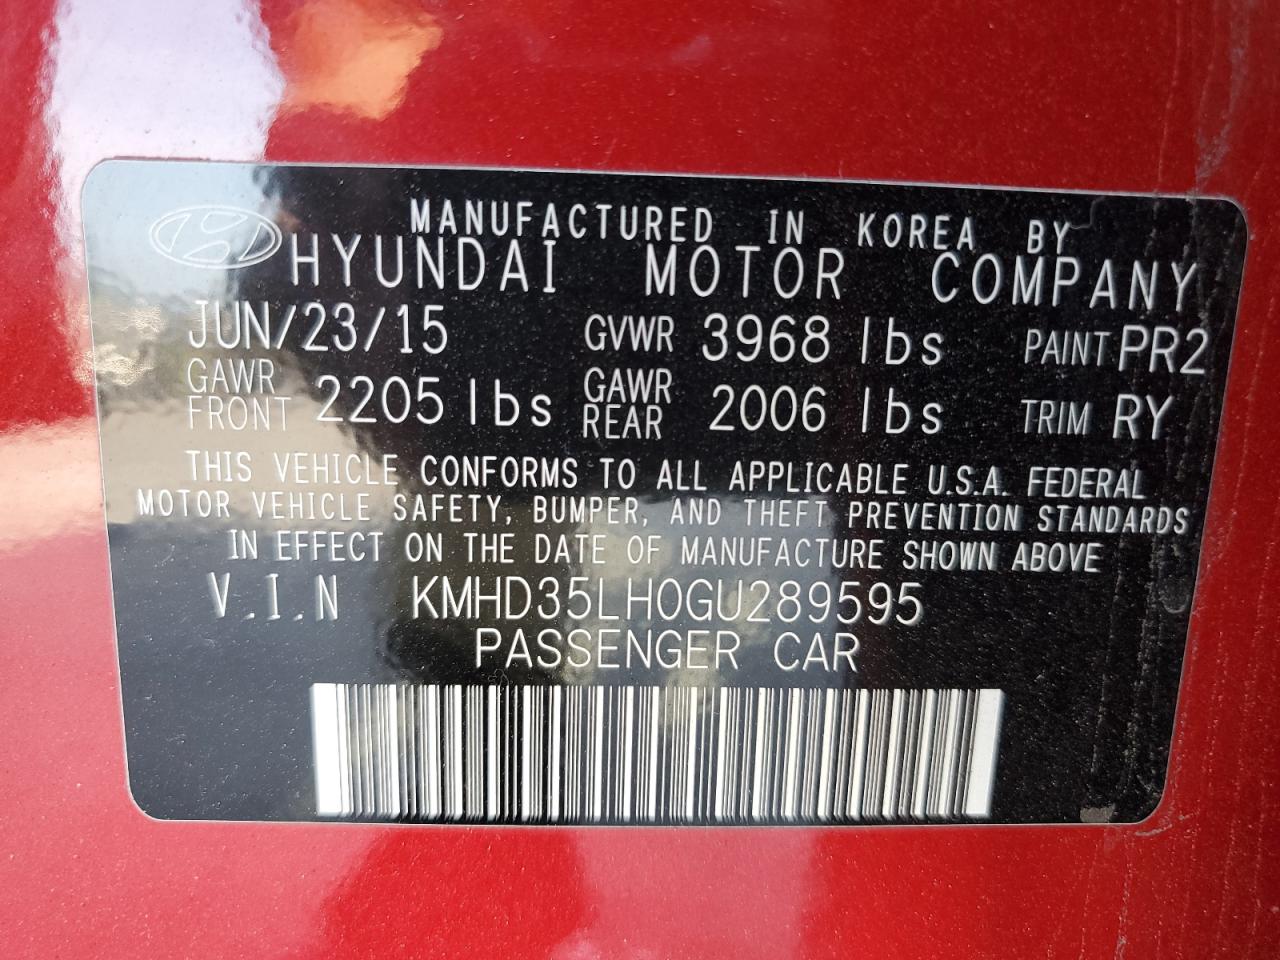 MANUFACTURED IN KOREA BY
HYUNDAI MOTOR COMPANY
JUN/23/15 GVWR 3968 lbs PAINT PR2
GAWR FRONT 2205 lbs GAWR REAR 2006 lbs TRIM RY
THIS VEHICLE CONFORMS TO ALL APPLICABLE U.S.A. FEDERAL
MOTOR VEHICLE SAFETY, BUMPER, AND THEFT PREVENTION STANDARDS
IN EFFECT ON THE DATE OF MANUFACTURE SHOWN ABOVE
V.I.N KMHD35LH0GU289595
PASSENGER CAR